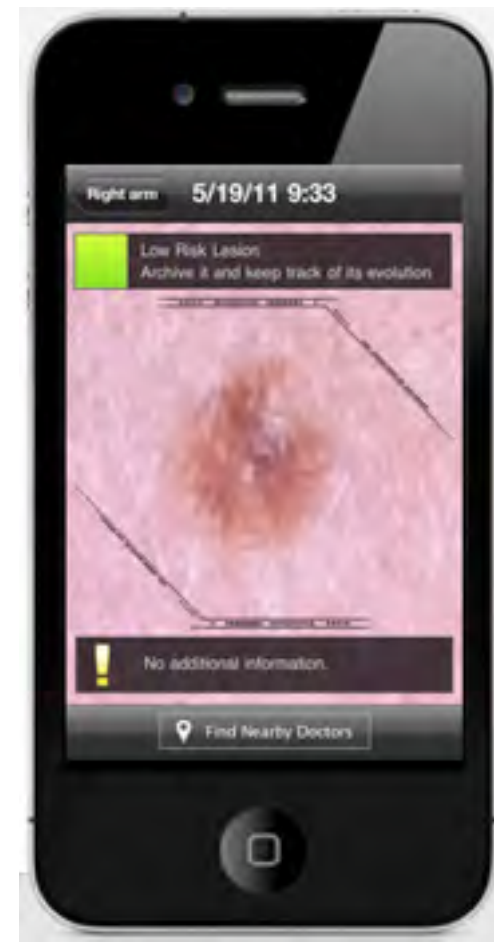 Right arm
5/19/11 9:33
Low Risk Lesion
Archive it and keep track of its evolution
No additional information.
Find Nearby Doctors